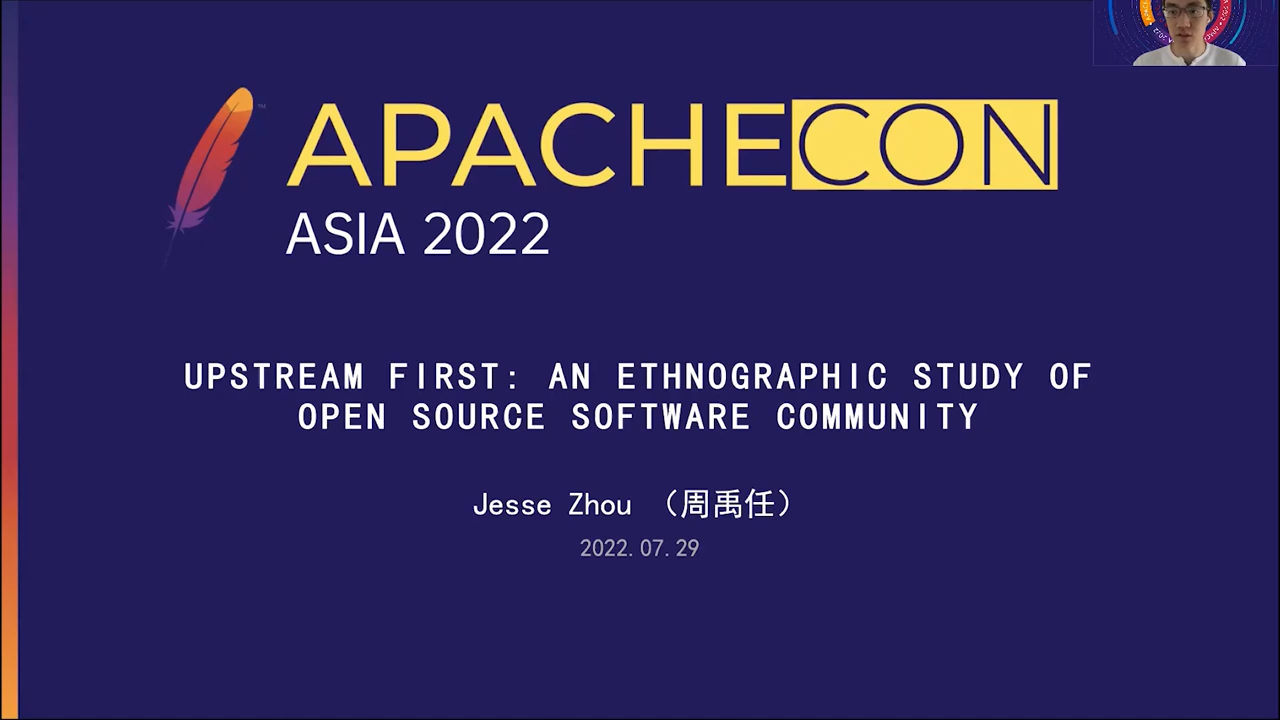 APACHECON
ASIA 2022
UPSTREAM FIRST: AN ETHNOGRAPHIC STUDY OF
OPEN SOURCE SOFTWARE COMMUNITY
Jesse Zhou （周禹任）
2022.07.29